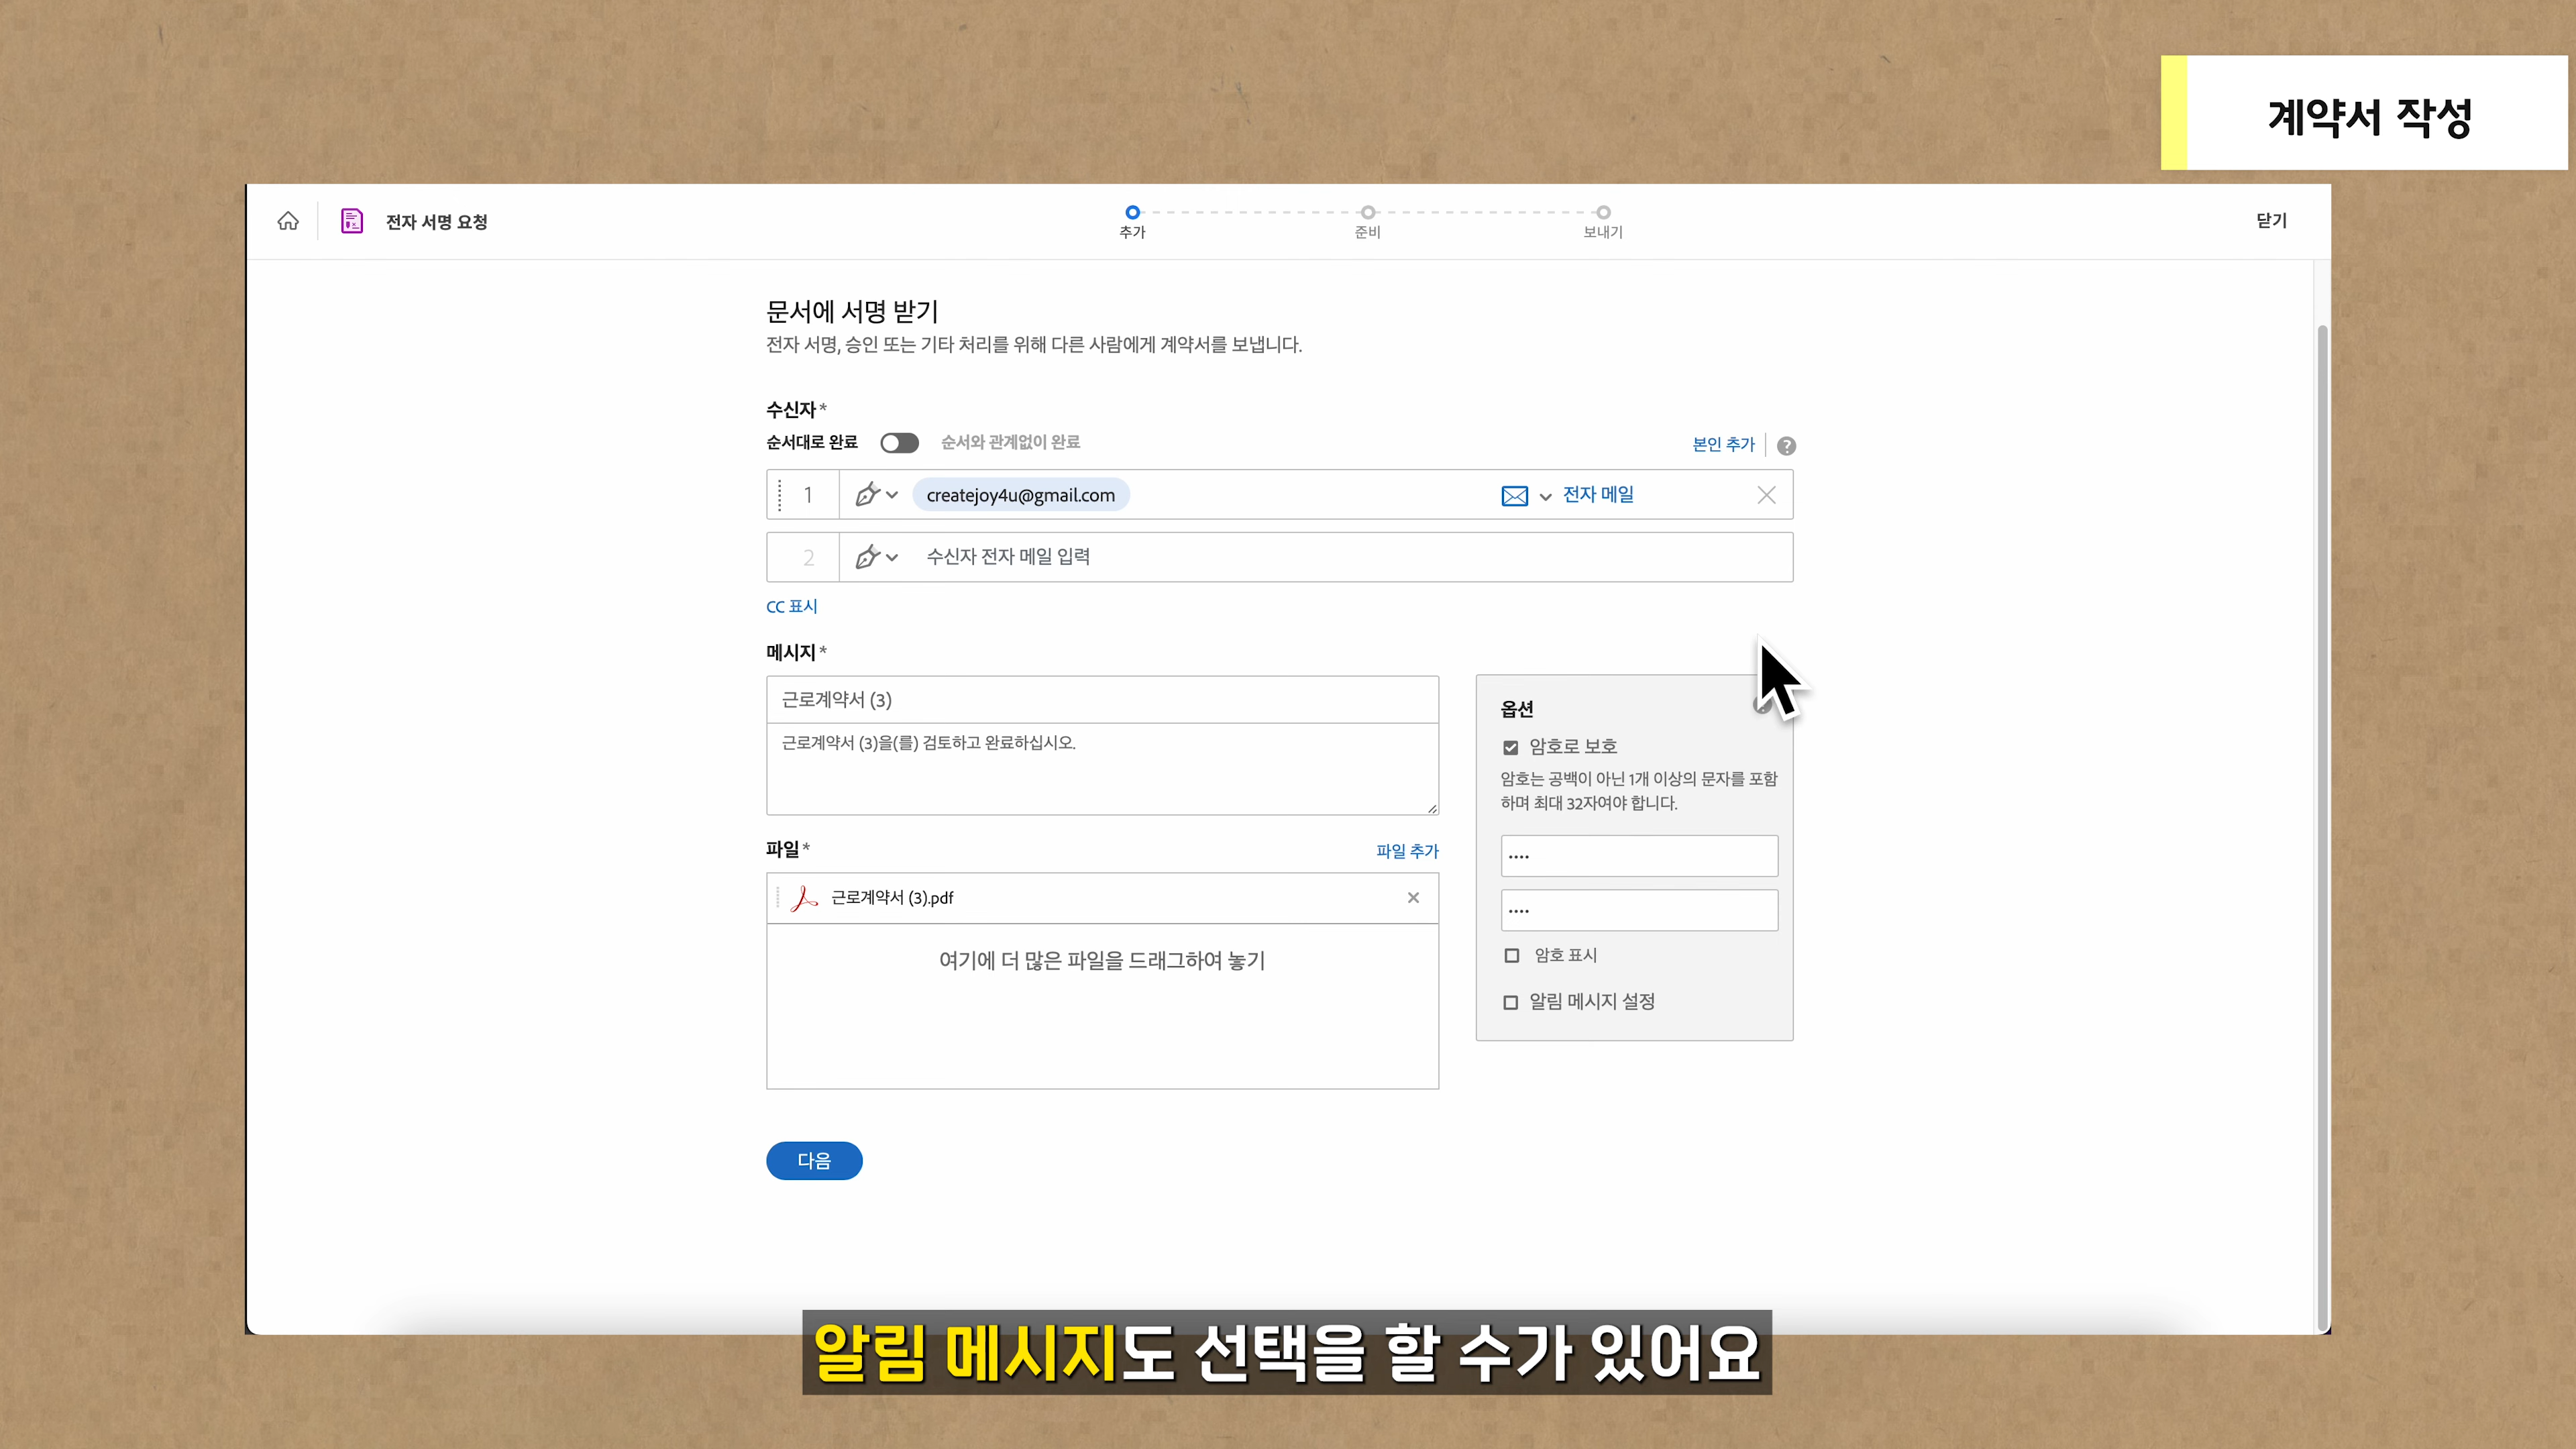 계약서 작성
전자 서명 요청
추가
준비
보내기
닫기
문서에 서명 받기
전자 서명, 승인 또는 기타 처리를 위해 다른 사람에게 계약서를 보냅니다.
수신자*
순서대로 완료
순서와 관계없이 완료
본인 추가
?
1
createjoy4u@gmail.com
전자 메일
2
수신자 전자 메일 입력
CC 표시
메시지*
근로계약서 (3)
근로계약서 (3)을(를) 검토하고 완료하십시오.
옵션
암호로 보호
암호는 공백이 아닌 1개 이상의 문자를 포함
하며 최대 32자여야 합니다.
••••
••••
암호 표시
알림 메시지 설정
파일*
파일 추가
근로계약서 (3).pdf
여기에 더 많은 파일을 드래그하여 놓기
다음
알림 메시지도 선택을 할 수가 있어요